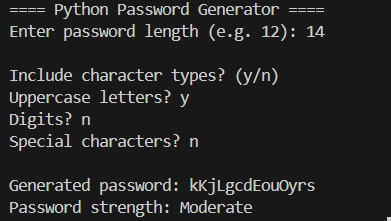 ==== Python Password Generator ====
Enter password length (e.g. 12): 14
Include character types? (y/n)
Uppercase letters? y
Digits? n
Special characters? n
Generated password: kKjLgcdEouOyrs
Password strength: Moderate